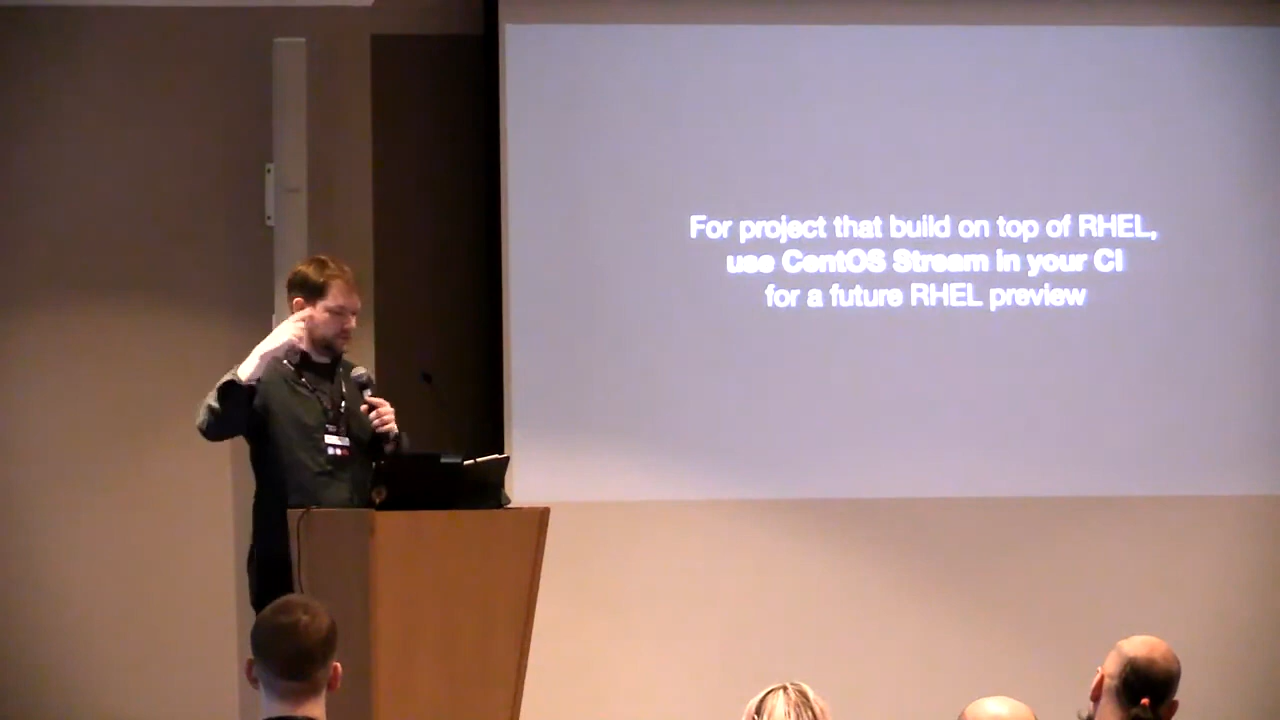 For project that build on top of RHEL,
use CentOS Stream in your CI
for a future RHEL preview